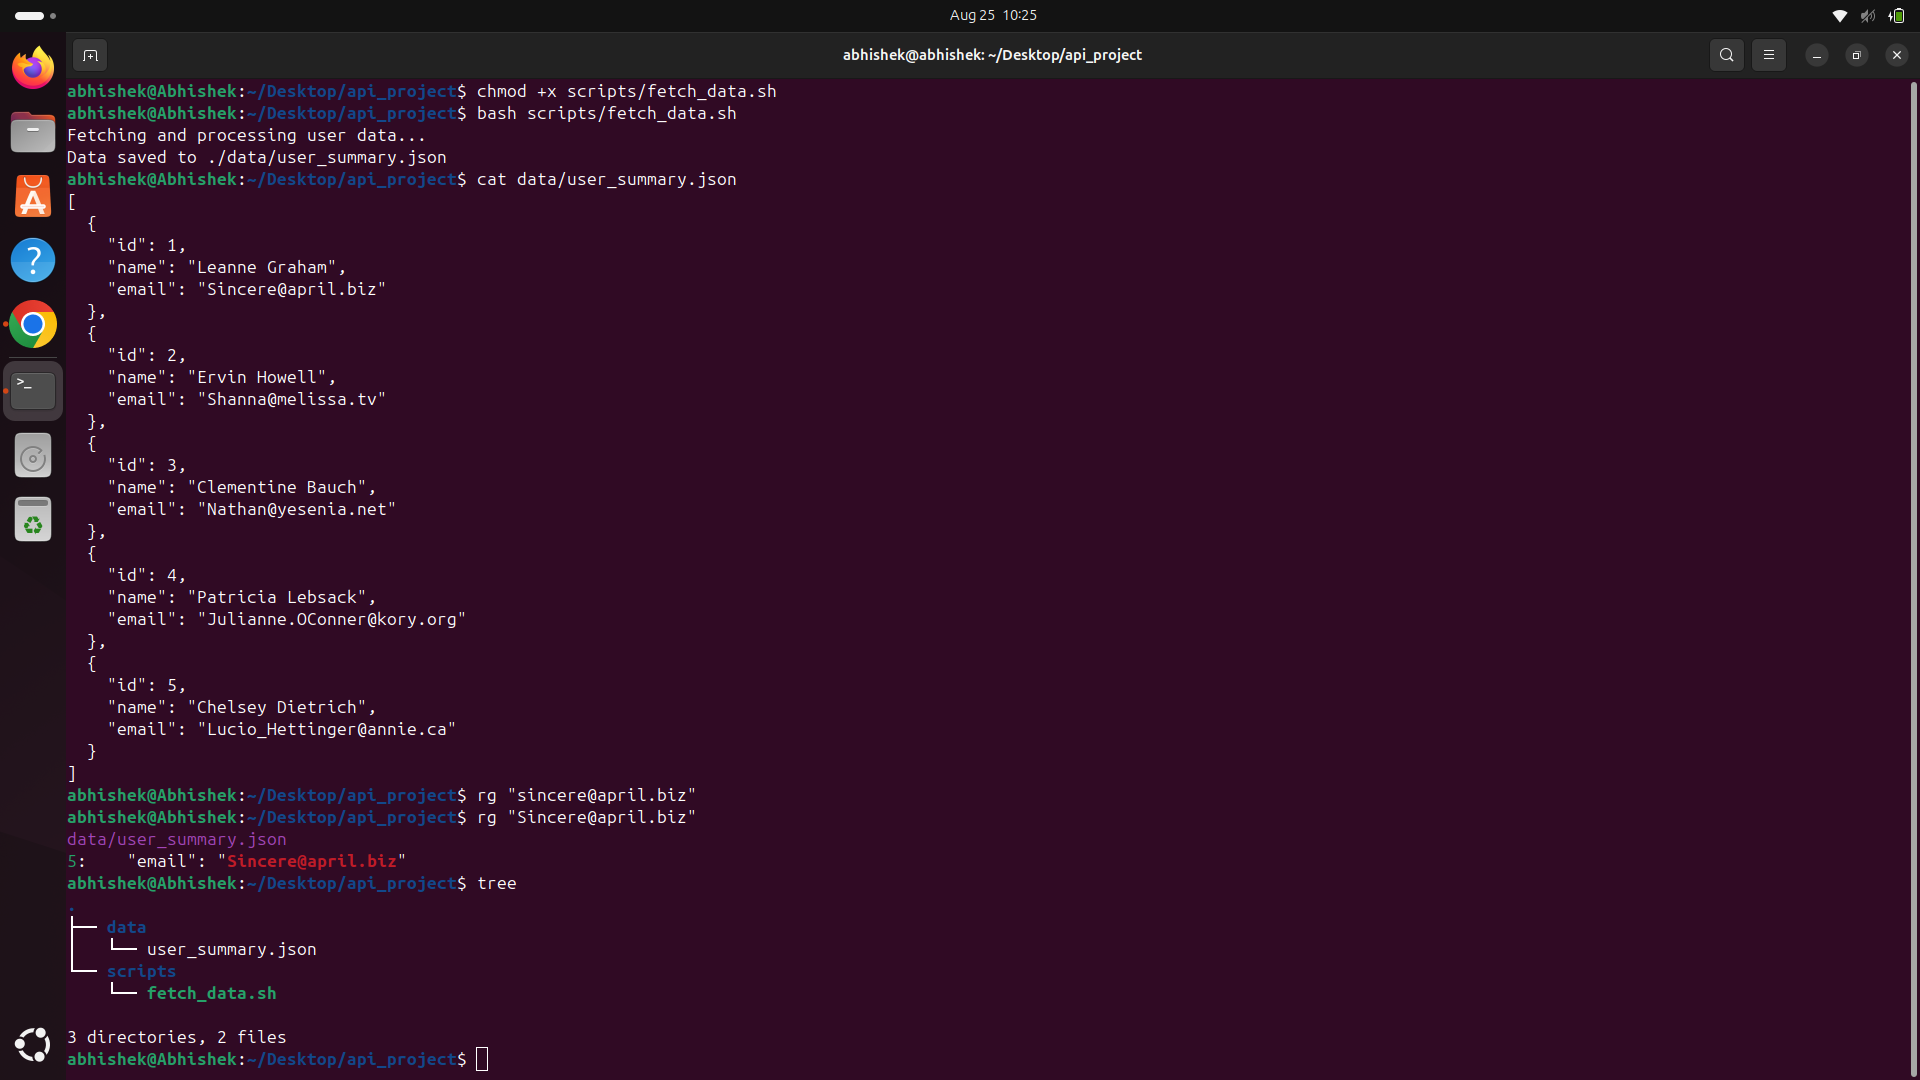 Aug 25  10:25
abhishek@abhishek: ~/Desktop/api_project
abhishek@Abhishek:~/Desktop/api_project$ chmod +x scripts/fetch_data.sh
abhishek@Abhishek:~/Desktop/api_project$ bash scripts/fetch_data.sh
Fetching and processing user data...
Data saved to ./data/user_summary.json
abhishek@Abhishek:~/Desktop/api_project$ cat data/user_summary.json
[
  {
    "id": 1,
    "name": "Leanne Graham",
    "email": "Sincere@april.biz"
  },
  {
    "id": 2,
    "name": "Ervin Howell",
    "email": "Shanna@melissa.tv"
  },
  {
    "id": 3,
    "name": "Clementine Bauch",
    "email": "Nathan@yesenia.net"
  },
  {
    "id": 4,
    "name": "Patricia Lebsack",
    "email": "Julianne.OConner@kory.org"
  },
  {
    "id": 5,
    "name": "Chelsey Dietrich",
    "email": "Lucio_Hettinger@annie.ca"
  }
]
abhishek@Abhishek:~/Desktop/api_project$ rg "sincere@april.biz"
abhishek@Abhishek:~/Desktop/api_project$ rg "Sincere@april.biz"
data/user_summary.json
5:    "email": "Sincere@april.biz"
abhishek@Abhishek:~/Desktop/api_project$ tree
.
├── data
│   └── user_summary.json
└── scripts
    └── fetch_data.sh

3 directories, 2 files
abhishek@Abhishek:~/Desktop/api_project$